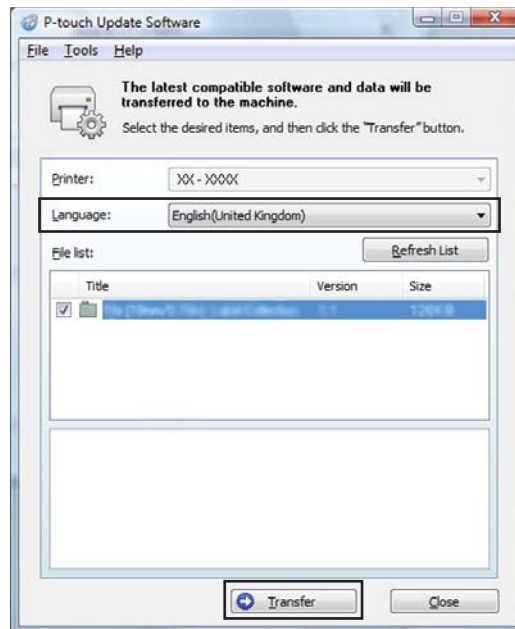 P-touch Update Software
File Tools Help
The latest compatible software and data will be
transferred to the machine.
Select the desired items, and then click the "Transfer" button.
Printer: XX - XXXX
Language: English(United Kingdom)
File list: Refresh List
Title Version Size
Transfer Close